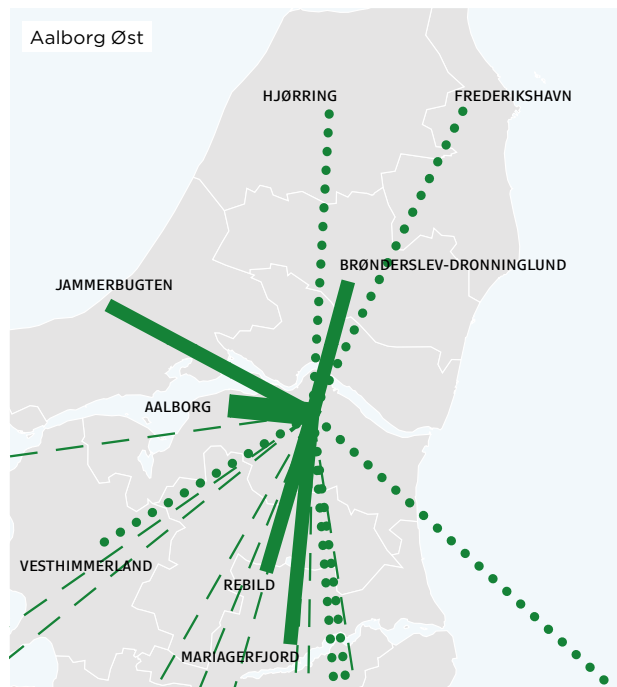 Aalborg Øst
HJØRRING
FREDERIKSHAVN
BRØNDERSLEV-DRONNINGLUND
JAMMERBUGTEN
AALBORG
VESTHIMMERLAND
REBILD
MARIAGERFJORD